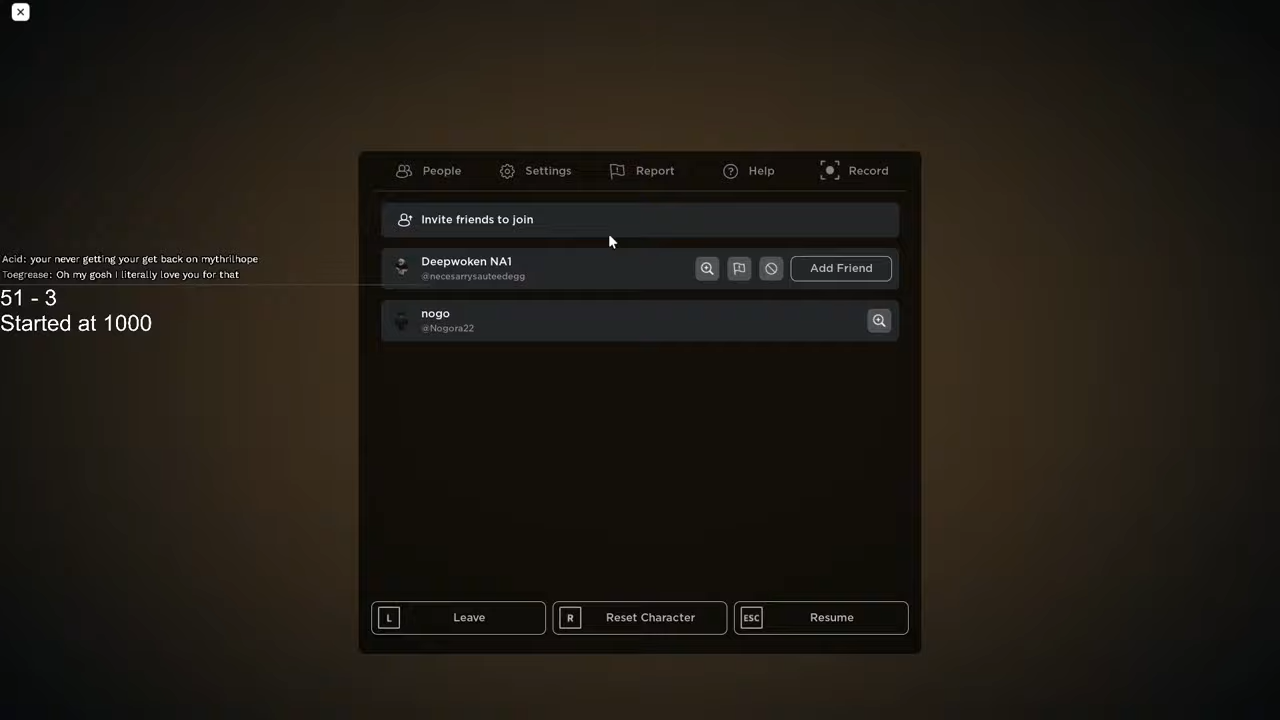 People
Settings
Report
Help
Record
Invite friends to join
Acid: your never getting your get back on mythrilhope
Toegrease: Oh my gosh I literally love you for that
51 - 3
Started at 1000
Deepwoken NA1
@necesarrysauteedegg
Add Friend
nogo
@Nogora22
L
Leave
R
Reset Character
ESC
Resume